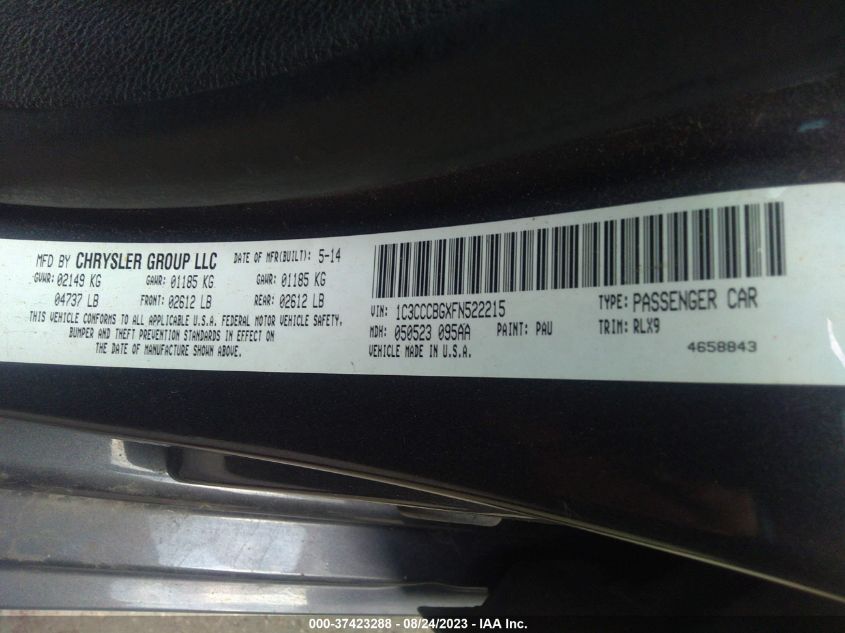 MFD BY CHRYSLER GROUP LLC DATE OF MFR(BUILT): 5-14
GVWR: 02149 KG GAWR: 01185 KG GAWR: 01185 KG
04737 LB FRONT: 02612 LB REAR: 02612 LB
THIS VEHICLE CONFORMS TO ALL APPLICABLE U.S.A. FEDERAL MOTOR VEHICLE SAFETY,
BUMPER AND THEFT PREVENTION STANDARDS IN EFFECT ON
THE DATE OF MANUFACTURE SHOWN ABOVE.
VIN: 1C3CCCBGXFN522215 TYPE: PASSENGER CAR
MDH: 050523 095AA PAINT: PAU TRIM: RLX9
VEHICLE MADE IN U.S.A. 4658843
000-37423288 - 08/24/2023 - IAA Inc.